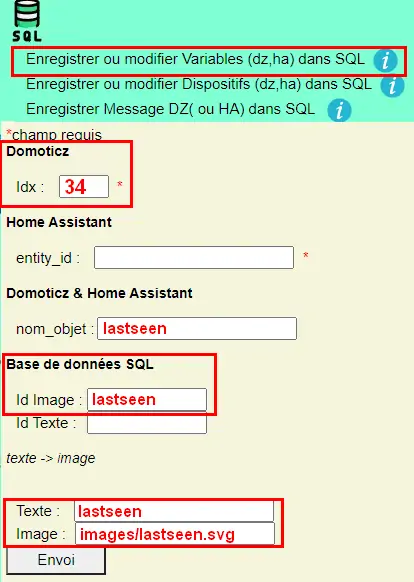 SQL
Enregistrer ou modifier Variables (dz,ha) dans SQL i
Enregistrer ou modifier Dispositifs (dz,ha) dans SQL i
Enregistrer Message DZ( ou HA) dans SQL i
*champ requis
Domoticz
Idx : 34 *
Home Assistant
entity_id : *
Domoticz & Home Assistant
nom_objet : lastseen
Base de données SQL
Id Image : lastseen
Id Texte :
texte -> image
Texte : lastseen
Image : images/lastseen.svg
Envoi